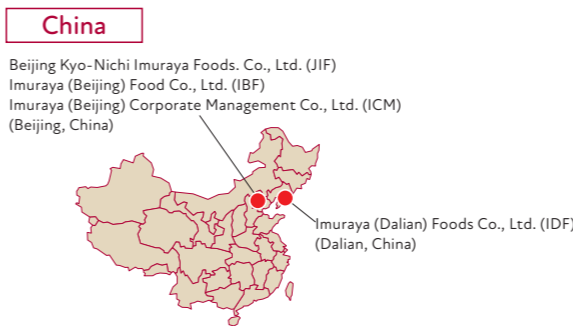 China
Beijing Kyo-Nichi Imuraya Foods. Co., Ltd. (JIF)
Imuraya (Beijing) Food Co., Ltd. (IBF)
Imuraya (Beijing) Corporate Management Co., Ltd. (ICM)
(Beijing, China)
Imuraya (Dalian) Foods Co., Ltd. (IDF)
(Dalian, China)